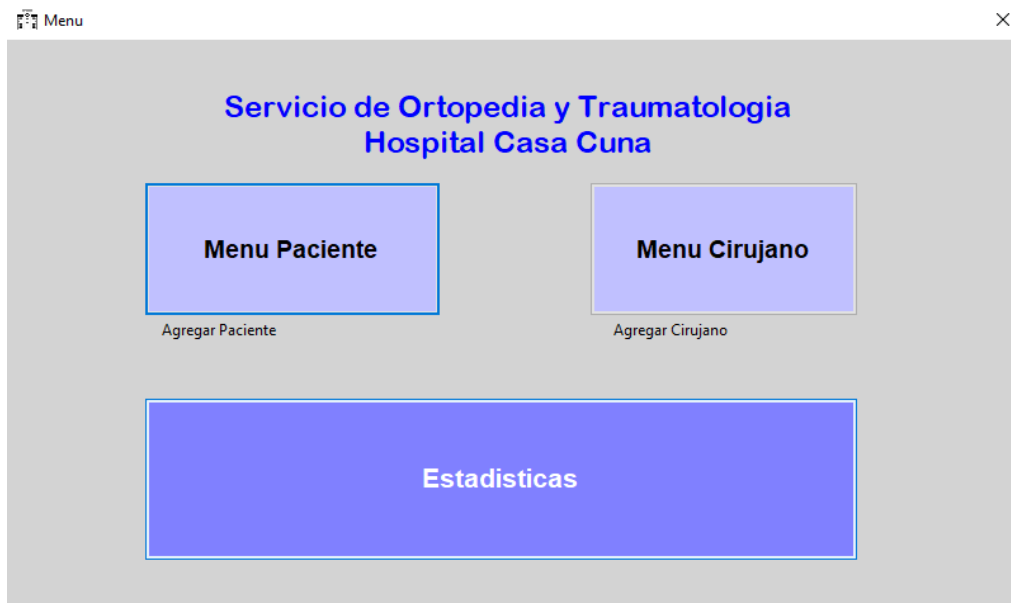 Menu
Servicio de Ortopedia y Traumatologia
Hospital Casa Cuna
Menu Paciente
Menu Cirujano
Agregar Paciente
Agregar Cirujano
Estadisticas